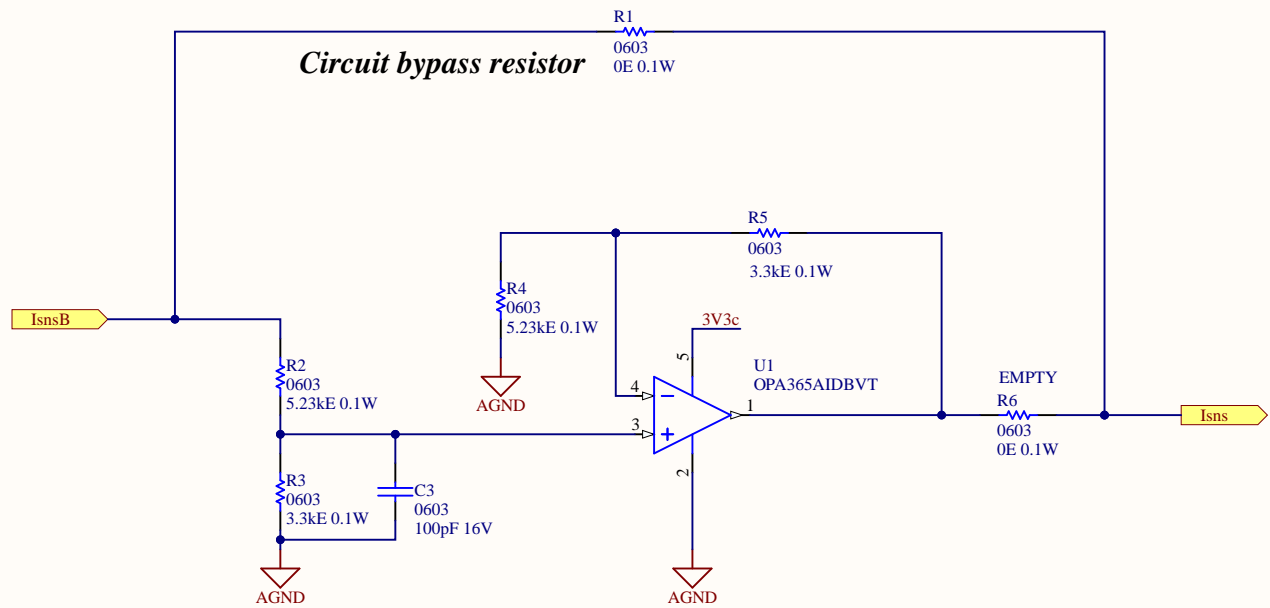 R1
0603
0E 0.1W
Circuit bypass resistor
R5
0603
3.3kE 0.1W
R4
0603
5.23kE 0.1W
AGND
IsnsB
3V3c
5
U1
OPA365AIDBVT
R2
0603
5.23kE 0.1W
4
1
3
2
EMPTY
R6
0603
0E 0.1W
Isns
R3
0603
3.3kE 0.1W
C3
0603
100pF 16V
AGND
AGND